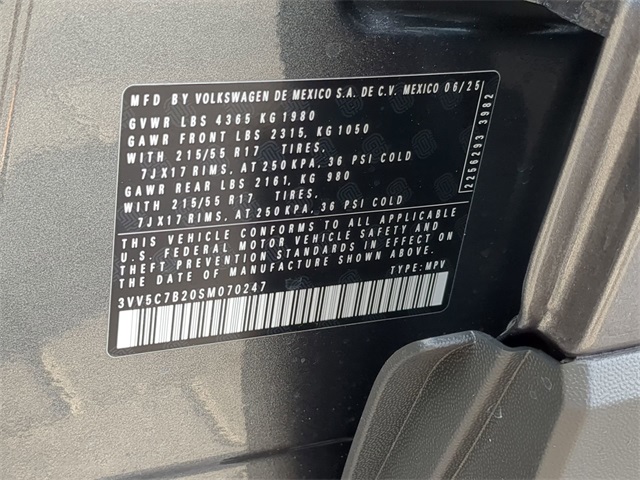 MFD BY VOLKSWAGEN DE MEXICO S.A. DE C.V. MEXICO 06/25
GVWR LBS 4365 KG 1980
GAWR FRONT LBS 2315, KG 1050
WITH 215/55 R17 TIRES,
7JX17 RIMS, AT 250 KPA, 36 PSI COLD
GAWR REAR LBS 2161, KG 980
WITH 215/55 R17 TIRES,
7JX17 RIMS, AT 250 KPA, 36 PSI COLD
THIS VEHICLE CONFORMS TO ALL APPLICABLE
U.S. FEDERAL MOTOR VEHICLE SAFETY AND
THEFT PREVENTION STANDARDS IN EFFECT ON
THE DATE OF MANUFACTURE SHOWN ABOVE.
3VV5C7B20SM070247 TYPE: MPV
2256293 3982